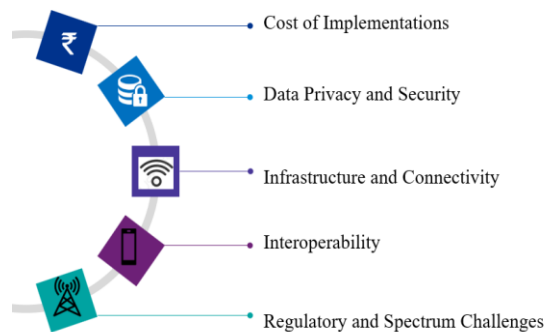 ₹
Cost of Implementations
Data Privacy and Security
Infrastructure and Connectivity
Interoperability
Regulatory and Spectrum Challenges